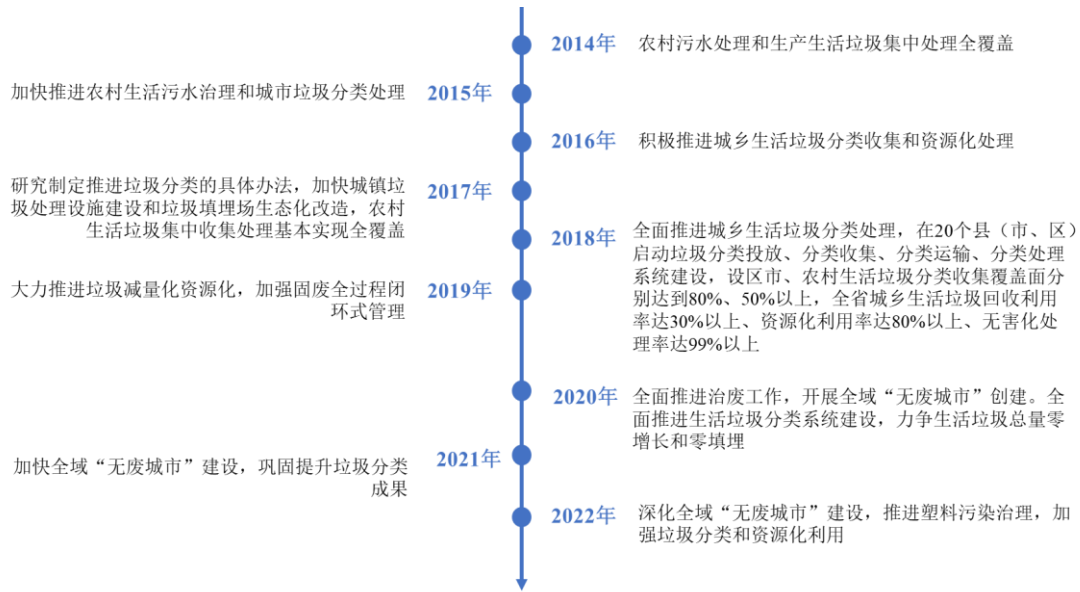 2014年 农村污水处理和生产生活垃圾集中处理全覆盖
加快推进农村生活污水治理和城市垃圾分类处理 2015年
2016年 积极推进城乡生活垃圾分类收集和资源化处理
研究制定推进垃圾分类的具体办法，加快城镇垃
圾处理设施建设和垃圾填埋场生态化改造，农村
生活垃圾集中收集处理基本实现全覆盖
2017年
2018年
全面推进城乡生活垃圾分类处理，在20个县（市、区）
启动垃圾分类投放、分类收集、分类运输、分类处理
系统建设，设区市、农村生活垃圾分类收集覆盖面分
别达到80%、50%以上，全省城乡生活垃圾回收利用
率达30%以上、资源化利用率达80%以上、无害化处
理率达99%以上
大力推进垃圾减量化资源化，加强固废全过程闭
环式管理
2019年
2020年
全面推进治废工作，开展全域“无废城市”创建。全
面推进生活垃圾分类系统建设，力争生活垃圾总量零
增长和零填埋
加快全域“无废城市”建设，巩固提升垃圾分类
成果
2021年
2022年
深化全域“无废城市”建设，推进塑料污染治理，加
强垃圾分类和资源化利用